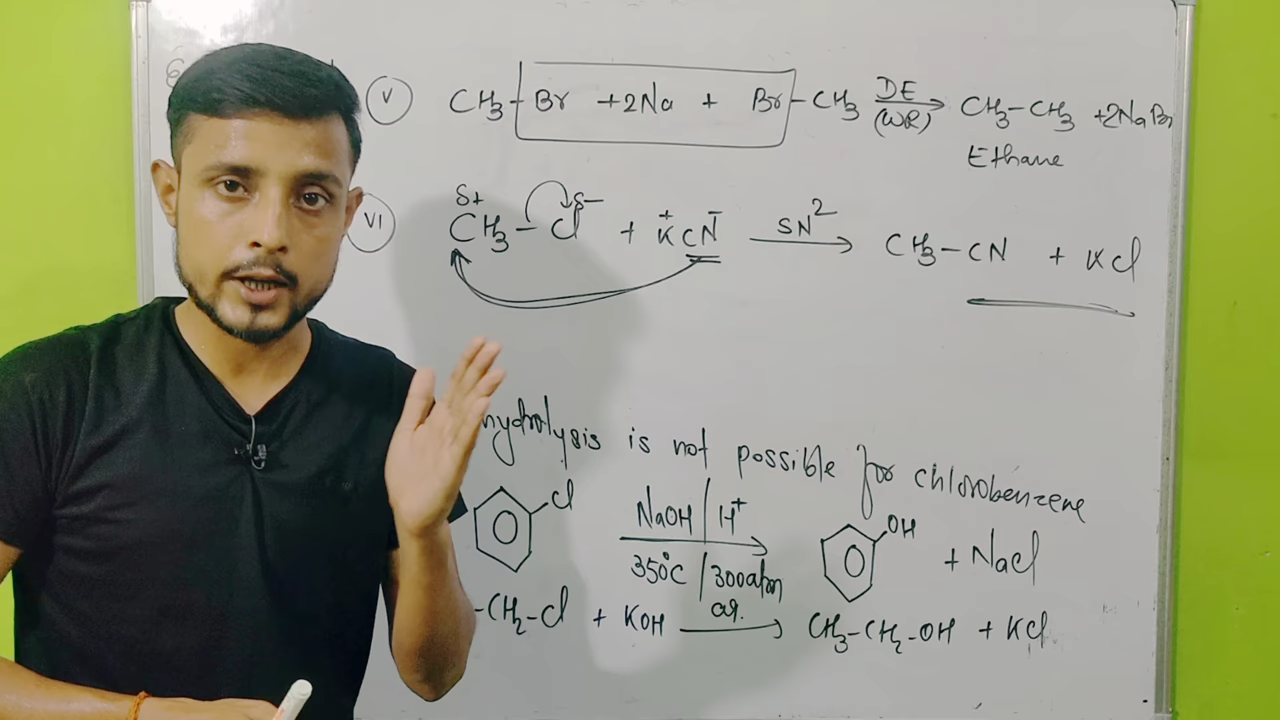 V CH3-Br +2Na + Br-CH3 DE (WR) → CH3-CH3 +2NaBr
Ethane
VI δ+ CH3-Cl δ- + K+ CN- SN2 → CH3-CN + KCl
hydrolysis is not possible for chlorobenzene
Cl NaOH/H+ 350°C/300atm → OH + NaCl
-CH2-Cl + KOH aq. → CH3-CH2-OH + KCl